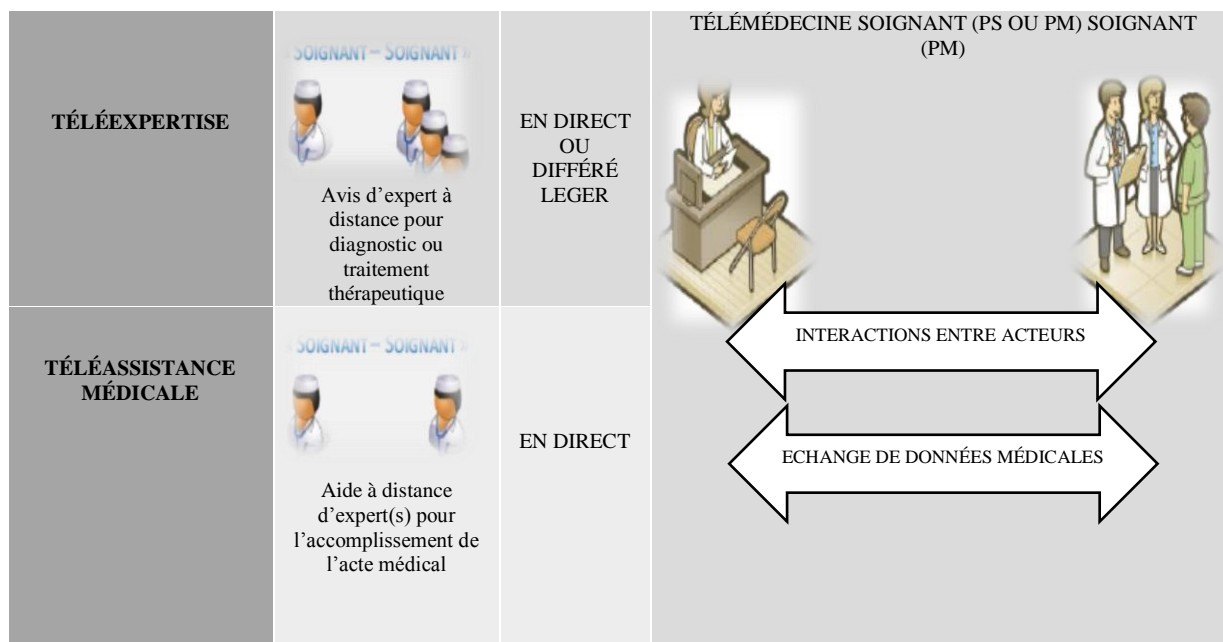 TÉLÉEXPERTISE
« SOIGNANT – SOIGNANT »
Avis d’expert à
distance pour
diagnostic ou
traitement
thérapeutique
EN DIRECT
OU
DIFFÉRÉ
LEGER
TÉLÉMÉDECINE SOIGNANT (PS OU PM) SOIGNANT
(PM)
INTERACTIONS ENTRE ACTEURS
ECHANGE DE DONNÉES MÉDICALES
TÉLÉASSISTANCE
MÉDICALE
« SOIGNANT – SOIGNANT »
Aide à distance
d’expert(s) pour
l’accomplissement de
l’acte médical
EN DIRECT